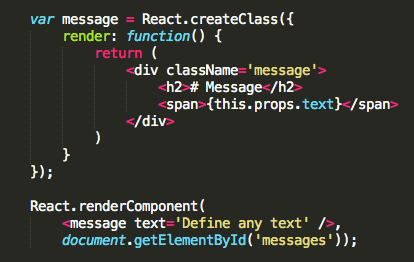 var message = React.createClass({
    render: function() {
        return (
            <div className='message'>
                <h2># Message</h2>
                <span>{this.props.text}</span>
            </div>
        )
    }
});

React.renderComponent(
    <message text='Define any text' />,
    document.getElementById('messages'));